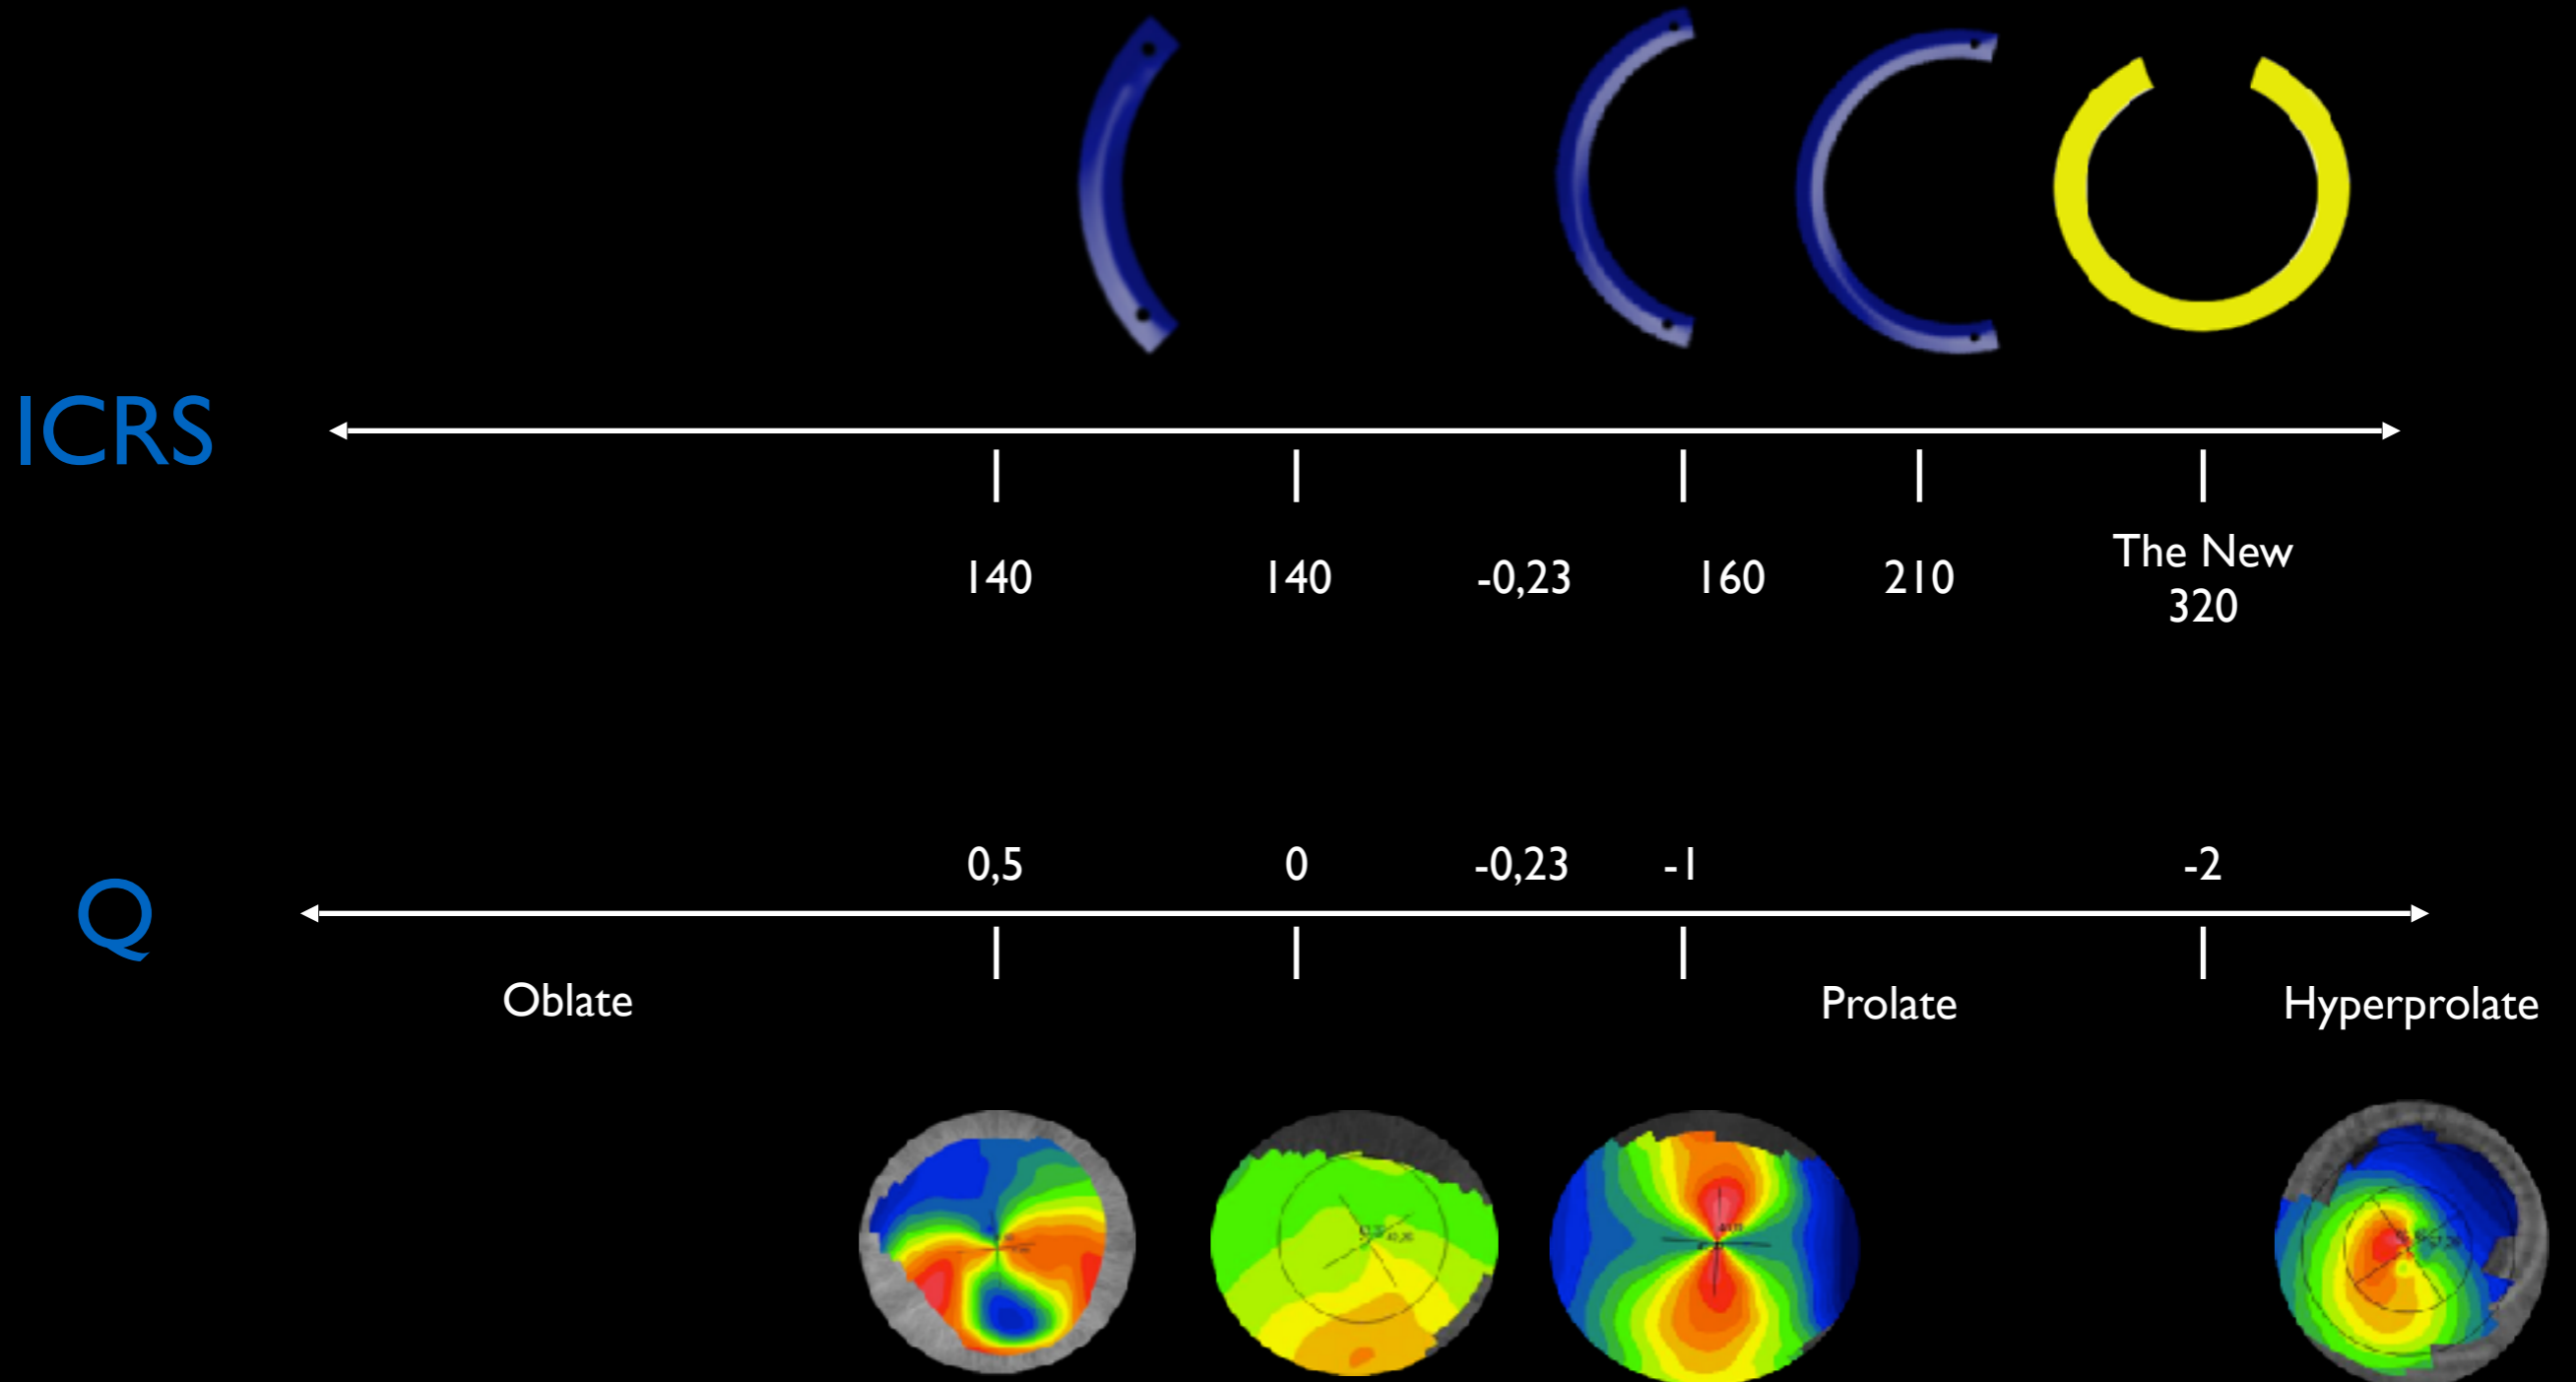 ICRS
140 140 -0,23 160 210 The New
320
0,5 0 -0,23 -1 -2
Q
Oblate Prolate Hyperprolate